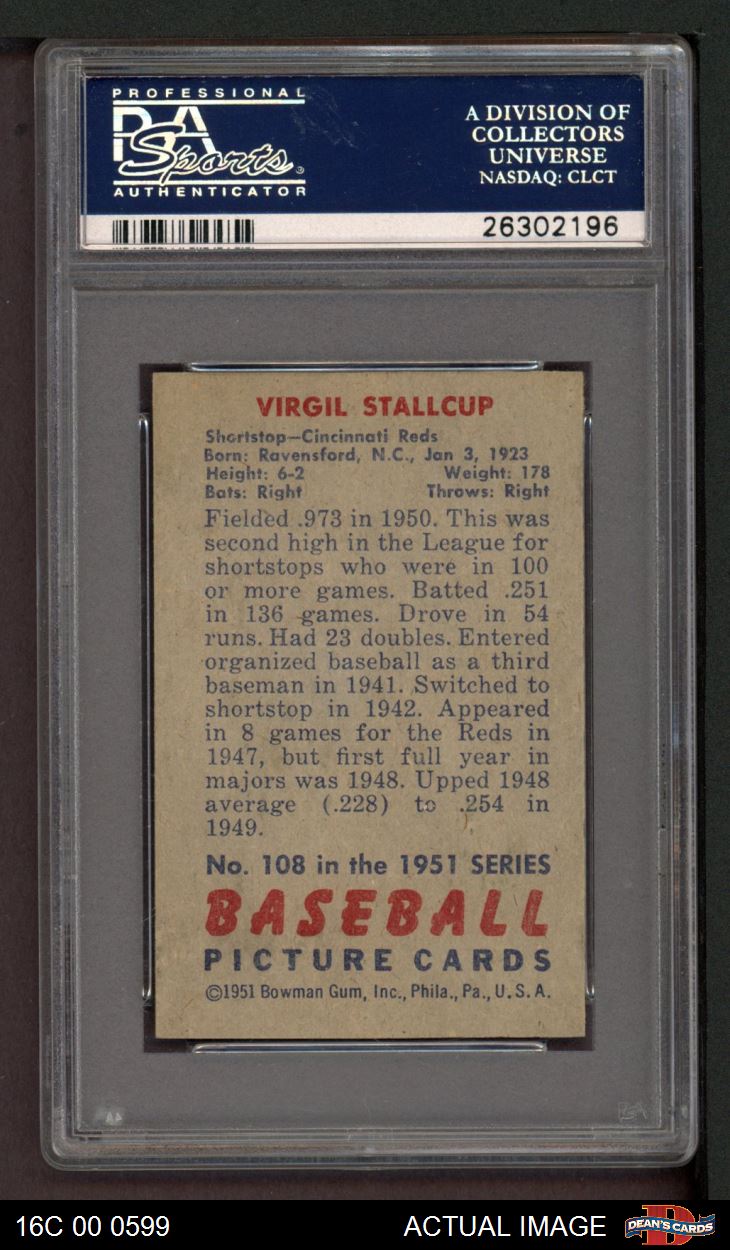 PROFESSIONAL
PSA
Sports
AUTHENTICATOR
A DIVISION OF
COLLECTORS
UNIVERSE
NASDAQ: CLCT
26302196
VIRGIL STALLCUP
Shortstop—Cincinnati Reds
Born: Ravensford, N.C., Jan 3, 1923
Height: 6-2 Weight: 178
Bats: Right Throws: Right
Fielded .973 in 1950. This was
second high in the League for
shortstops who were in 100
or more games. Batted .251
in 136 games. Drove in 54
runs. Had 23 doubles. Entered
organized baseball as a third
baseman in 1941. Switched to
shortstop in 1942. Appeared
in 8 games for the Reds in
1947, but first full year in
majors was 1948. Upped 1948
average (.228) to .254 in
1949.
No. 108 in the 1951 SERIES
BASEBALL
PICTURE CARDS
©1951 Bowman Gum, Inc., Phila., Pa., U.S.A.
PSA
16C 00 0599
ACTUAL IMAGE
DEAN'S CARDS